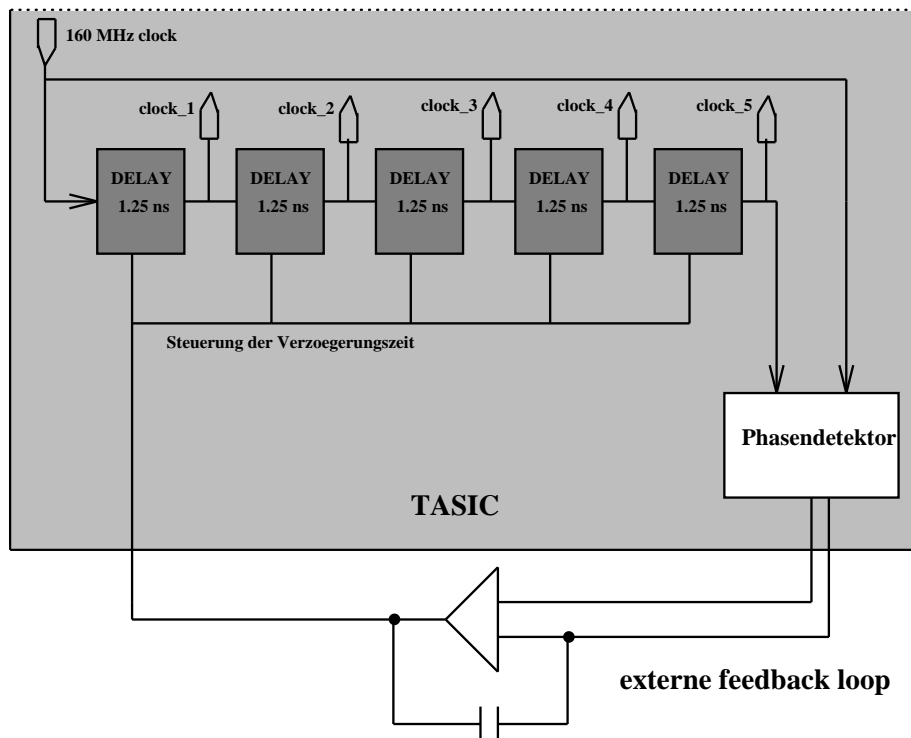 160 MHz clock
clock_1
clock_2
clock_3
clock_4
clock_5
DELAY
1.25 ns
DELAY
1.25 ns
DELAY
1.25 ns
DELAY
1.25 ns
DELAY
1.25 ns
Steuerung der Verzoegerungszeit
Phasendetektor
TASIC
externe feedback loop